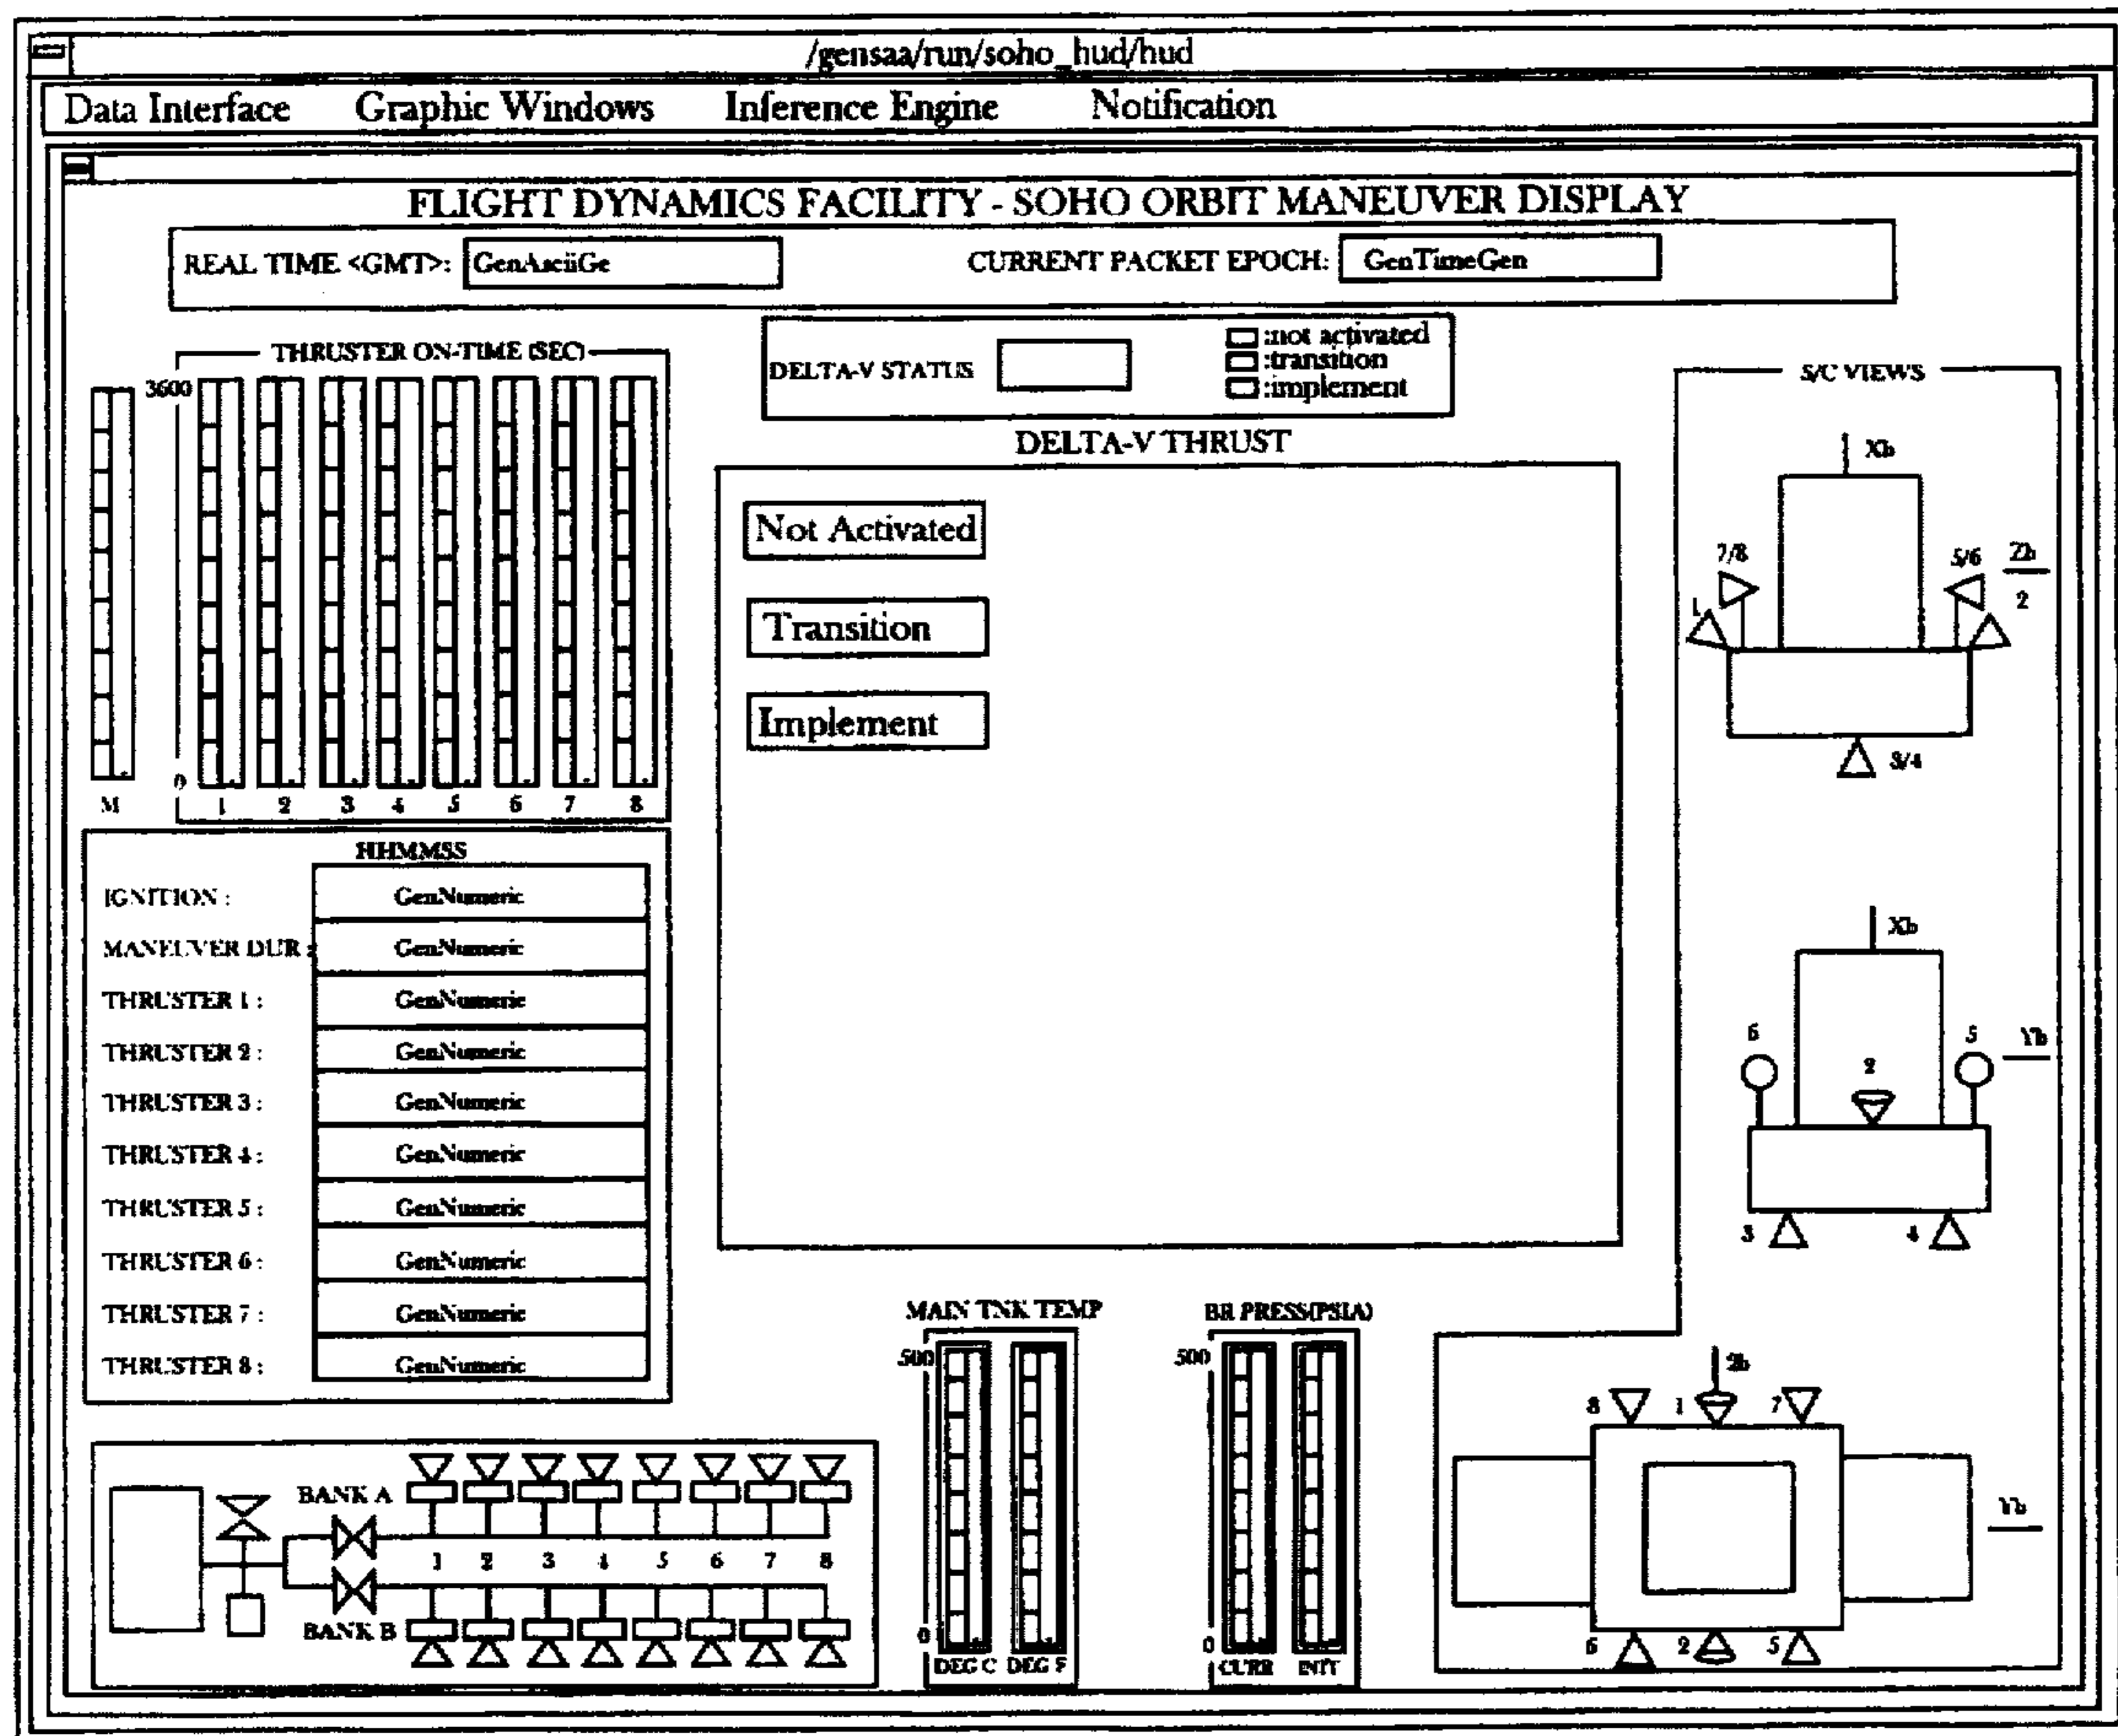 /gensaa/run/soho_hud/hud
Data Interface Graphic Windows Inference Engine Notification
FLIGHT DYNAMICS FACILITY - SOHO ORBIT MANEUVER DISPLAY
REAL TIME <GMT>: GenAsciiGe CURRENT PACKET EPOCH: GenTimeGen
THRUSTER ON-TIME (SEC)
3600
0
M 1 2 3 4 5 6 7 8
DELTA-V STATUS
:not activated
:transition
:implement
DELTA-V THRUST
Not Activated
Transition
Implement
S/C VIEWS
Xb
7/8 5/6 Zb
1 2
3/4
Xb
6 5 Yb
2
3 4
HHMMSS
IGNITION : GenNumeric
MANEUVER DUR : GenNumeric
THRUSTER 1 : GenNumeric
THRUSTER 2 : GenNumeric
THRUSTER 3 : GenNumeric
THRUSTER 4 : GenNumeric
THRUSTER 5 : GenNumeric
THRUSTER 6 : GenNumeric
THRUSTER 7 : GenNumeric
THRUSTER 8 : GenNumeric
BANK A
1 2 3 4 5 6 7 8
BANK B
MAIN TNK TEMP
500
0
DEG C DEG F
BR PRESS(PSIA)
500
0
CURR INIT
Zb
8 1 7
Yb
6 2 5